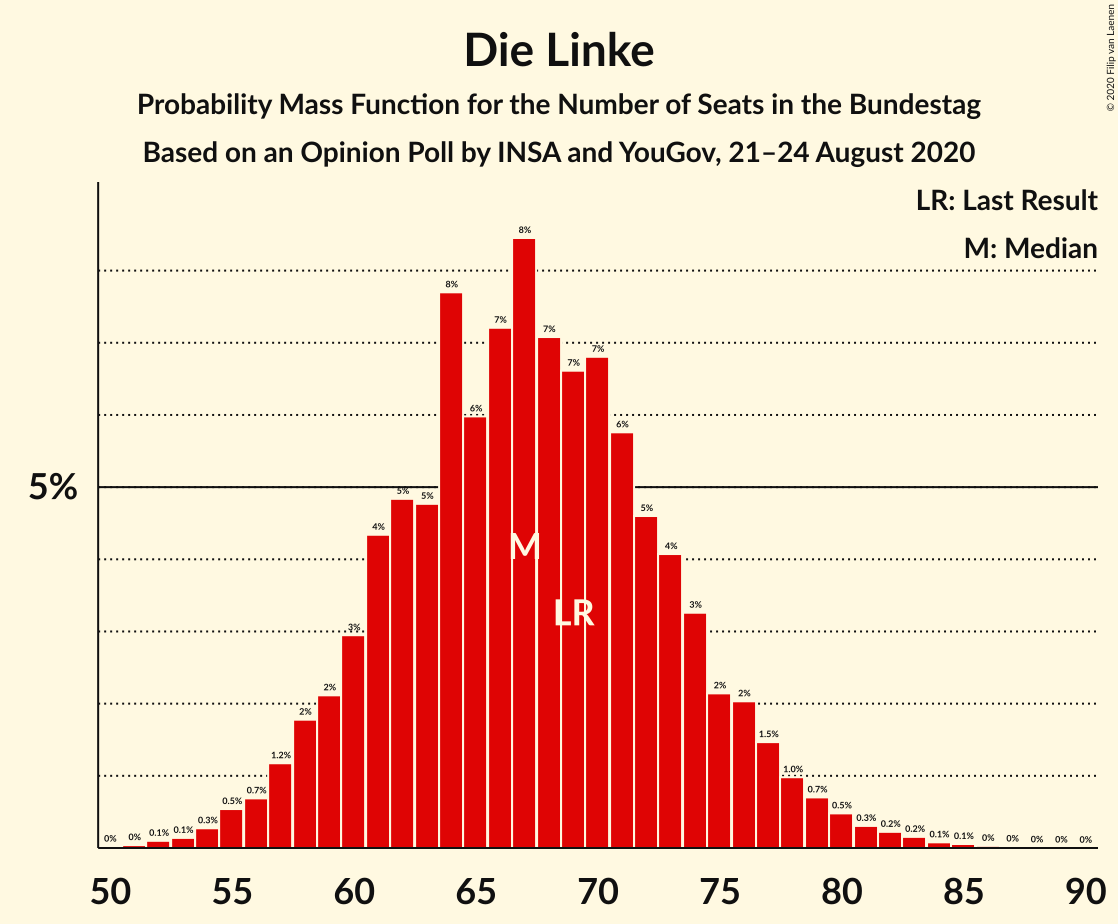 Die Linke
Probability Mass Function for the Number of Seats in the Bundestag
Based on an Opinion Poll by INSA and YouGov, 21–24 August 2020
© 2020 Filip van Laenen
LR: Last Result
M: Median
5%
0% 0% 0.1% 0.1% 0.3% 0.5% 0.7% 1.2% 2% 2% 3% 4% 5% 5% 8% 6% 7% 8% 7% 7% 7% 6% 5% 4% 3% 2% 2% 1.5% 1.0% 0.7% 0.5% 0.3% 0.2% 0.2% 0.1% 0.1% 0% 0% 0% 0% 0%
M
LR
50 55 60 65 70 75 80 85 90